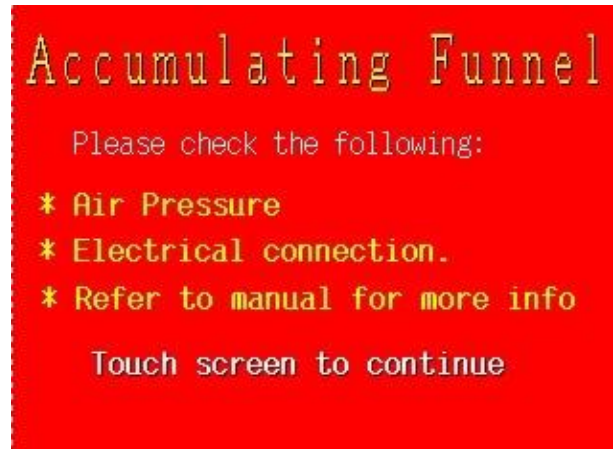 Accumulating Funnel
Please check the following:
* Air Pressure
* Electrical connection.
* Refer to manual for more info
Touch screen to continue